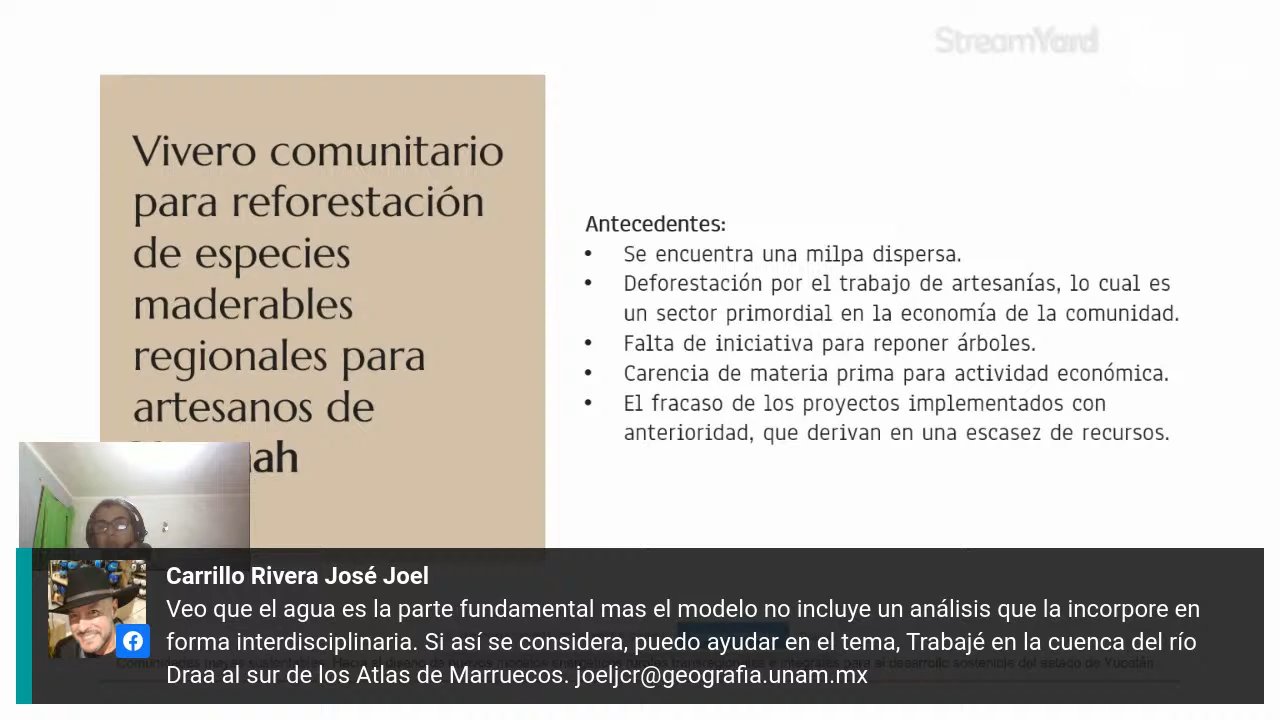 StreamYard
Vivero comunitario
para reforestación
de especies
maderables
regionales para
artesanos de
Antecedentes:
• Se encuentra una milpa dispersa.
• Deforestación por el trabajo de artesanías, lo cual es
un sector primordial en la economía de la comunidad.
• Falta de iniciativa para reponer árboles.
• Carencia de materia prima para actividad económica.
• El fracaso de los proyectos implementados con
anterioridad, que derivan en una escasez de recursos.
Carrillo Rivera José Joel
Veo que el agua es la parte fundamental mas el modelo no incluye un análisis que la incorpore en
forma interdisciplinaria. Si así se considera, puedo ayudar en el tema, Trabajé en la cuenca del río
Draa al sur de los Atlas de Marruecos. joeljcr@geografia.unam.mx